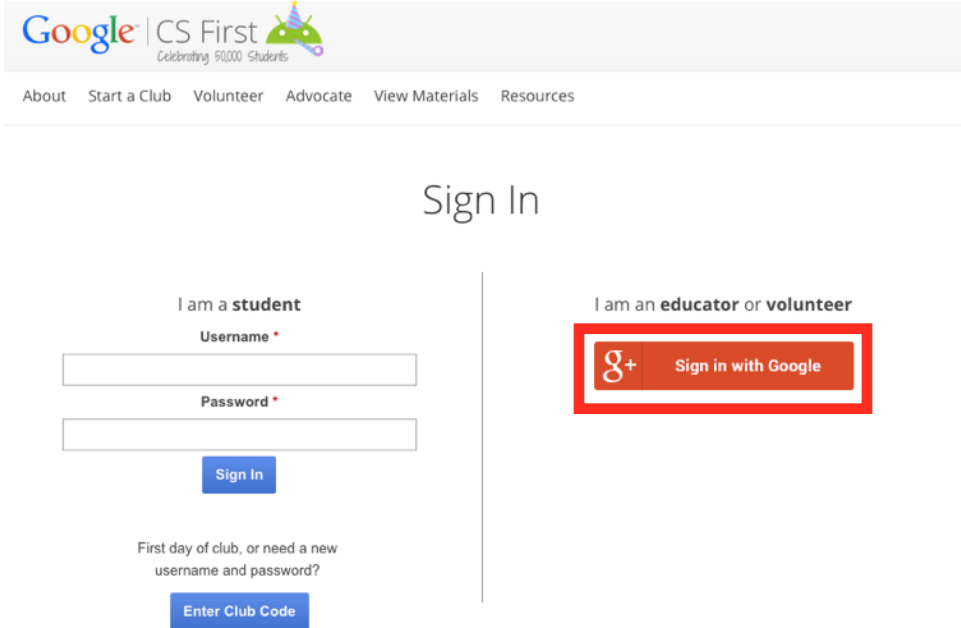 Google™ | CS First
Celebrating 50,000 Students
About Start a Club Volunteer Advocate View Materials Resources
Sign In
I am a student
Username *
Password *
Sign In
First day of club, or need a new
username and password?
Enter Club Code
I am an educator or volunteer
g+ Sign in with Google